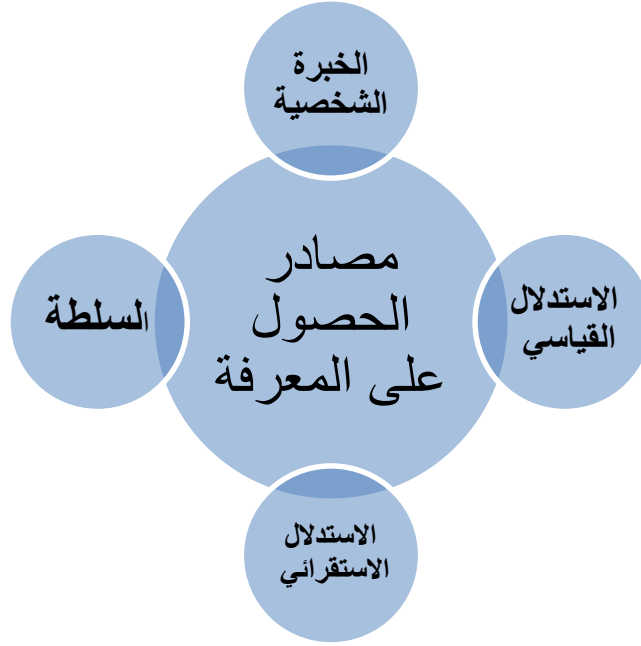 الخبرة
الشخصية
مصادر
الحصول
على المعرفة
الاستدلال
القياسي
السلطة
الاستدلال
الاستقرائي